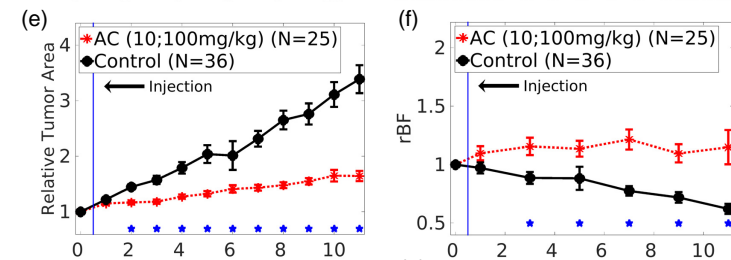 (e)
AC (10;100mg/kg) (N=25)
Control (N=36)
Injection
Relative Tumor Area
4
3
2
1
0 2 4 6 8 10
(f)
AC (10;100mg/kg) (N=25)
Control (N=36)
Injection
rBF
2
1.5
1
0.5
0 2 4 6 8 10